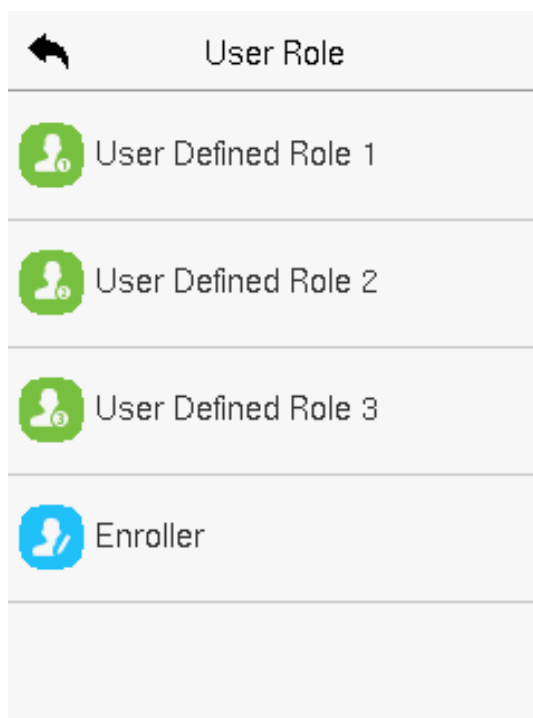 User Role
User Defined Role 1
User Defined Role 2
User Defined Role 3
Enroller